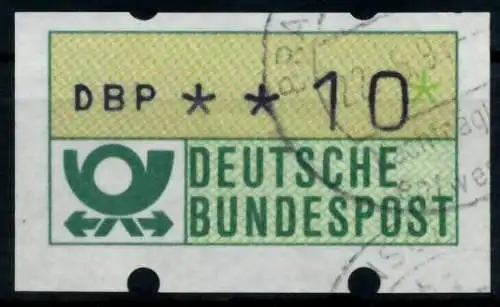 DBP * * 10 *
DEUTSCHE
BUNDESPOST